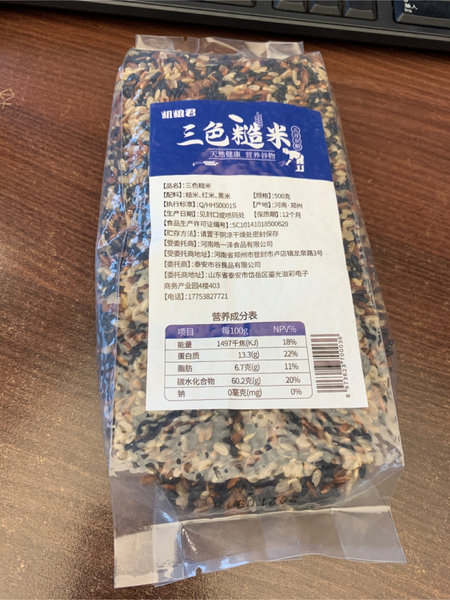 粗粮君
三色糙米
天然健康 营养谷物
【品名】:三色糙米
【配料】:糙米、红米、黑米 【规格】:500克
【执行标准】:Q/HHS0001S 【产地】:河南·郑州
【生产日期】:见封口或喷码处 【保质期】:12个月
【食品生产许可证编号】:SC10141018500629
【贮存方法】:请置于阴凉干燥处密封保存
【受委托商】:河南皓一洋食品有限公司
【受委托商】:河南省郑州市登封市卢店镇龙泉路3号
【委托商】:泰安市谷良品有限公司
【委托商】:山东省泰安市岱岳区鎏光溢彩电子
商务产业园4楼403
【电话】:17753827721
营养成分表
项目 每100g NPV%
能量 1497千焦(KJ) 18%
蛋白质 13.3(g) 22%
脂肪 6.7克(g) 11%
碳水化合物 60.2克(g) 20%
钠 0毫克(mg) 0%
6 973623 700036